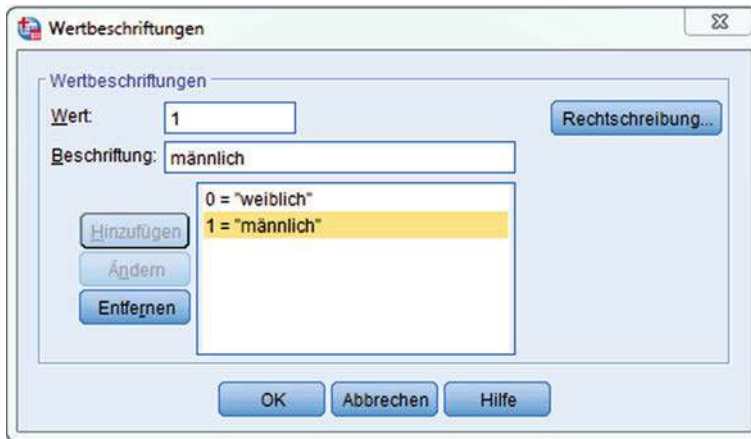 Wertbeschriftungen
Wertbeschriftungen
Wert: 1
Rechtschreibung...
Beschriftung: männlich
0 = "weiblich"
Hinzufügen 1 = "männlich"
Ändern
Entfernen
OK Abbrechen Hilfe